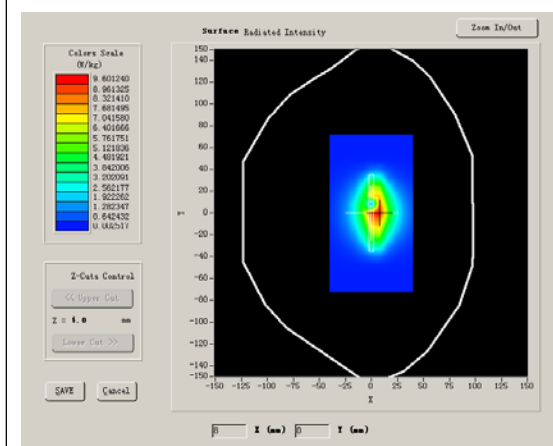 Surface Radiated Intensity
Zoom In/Out
Colors Scale
(W/kg)
9.601240
8.961325
8.321410
7.681495
7.041580
6.401666
5.761751
5.121836
4.481921
3.842006
3.202091
2.562177
1.922262
1.282347
0.642432
0.002517
150
140
120
100
80
60
40
20
0
-20
-40
-60
-80
-100
-120
-140
-150
-150 -125 -100 -75 -50 -25 0 25 50 75 100 125 150
X
Z-Cuts Control
<< Upper Cut
Z = 4.0 mm
Lower Cut >>
SAVE
Cancel
8 X (mm) 0 Y (mm)